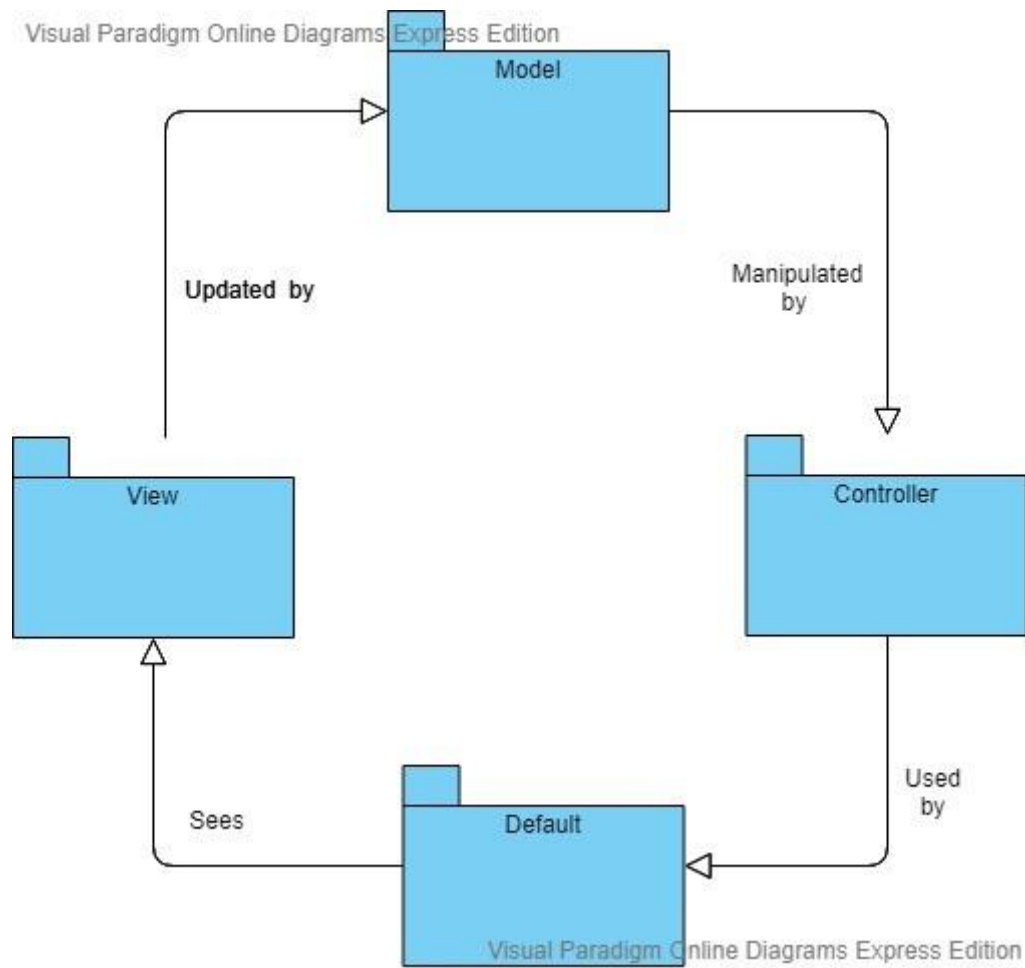 Visual Paradigm Online Diagrams Express Edition
Model
Manipulated
by
Updated by
View
Controller
Used
by
Sees
Default
Visual Paradigm Online Diagrams Express Edition